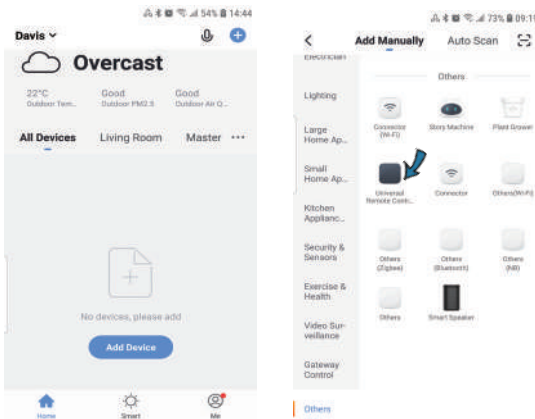 54% 14:44
Davis
Overcast
22°C
Good
Good
Outdoor Tem...
Outdoor PM2.5
Outdoor Air Q...
All Devices
Living Room
Master
No devices, please add
Add Device
Home
Smart
Me
73% 09:11
Add Manually
Auto Scan
Electrician
Lighting
Large
Home Ap...
Small
Home Ap...
Kitchen
Applianc...
Security &
Sensors
Exercise &
Health
Video Sur-
veillance
Gateway
Control
Others
Others
Connector
(Wi-Fi)
Story Machine
Plant Grower
Universal
Remote Contr...
Connector
Others(Wi-Fi)
Others
(Zigbee)
Others
(Bluetooth)
Others
(NB)
Others
Smart Speaker